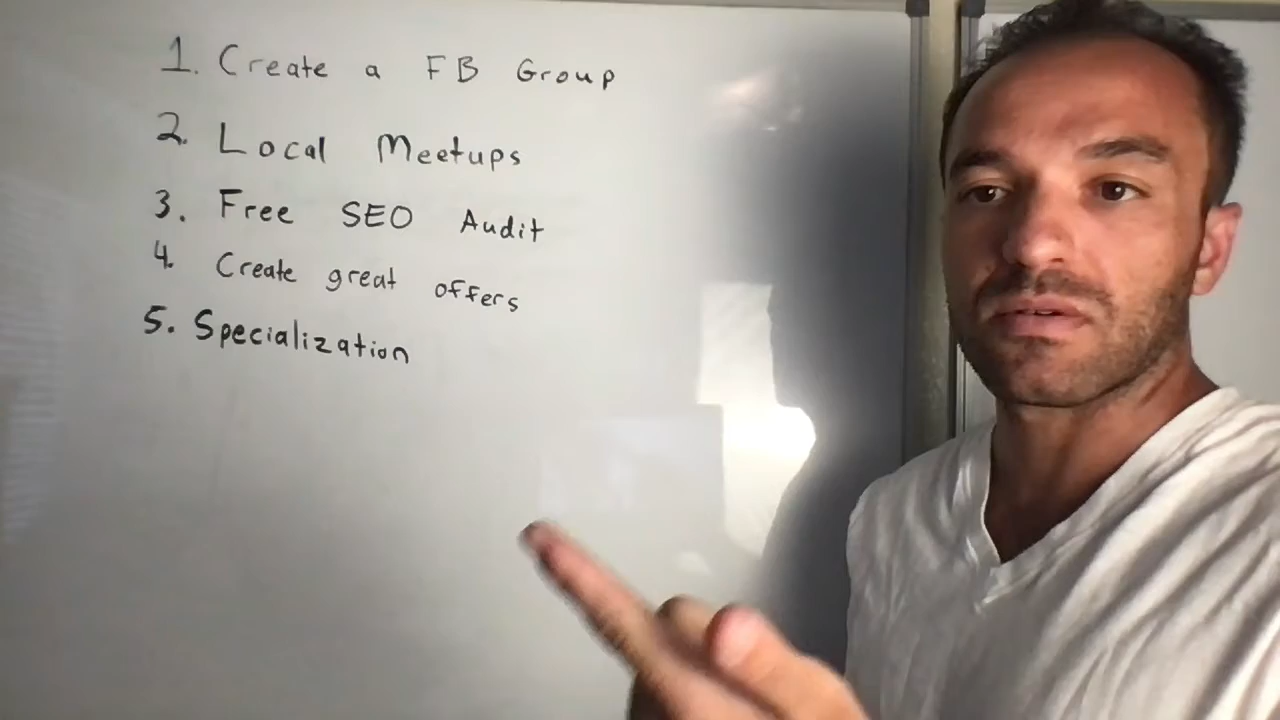 1. Create a FB Group
2. Local Meetups
3. Free SEO Audit
4. Create great offers
5. Specialization